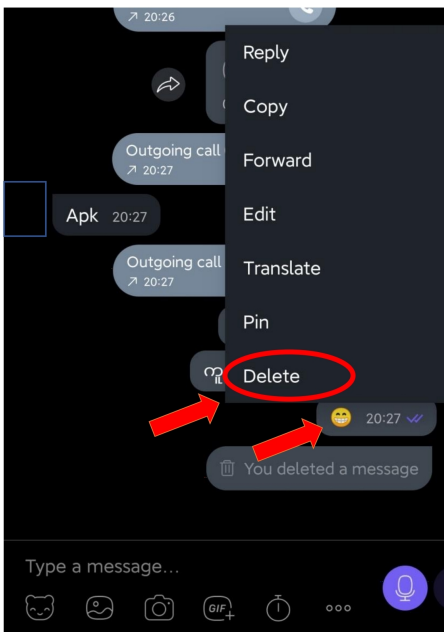 ↗ 20:26
Reply
Copy
Outgoing call
↗ 20:27
Forward
Edit
Apk 20:27
Outgoing call
↗ 20:27
Translate
Pin
Delete
😁 20:27
You deleted a message
Type a message...
GIF+